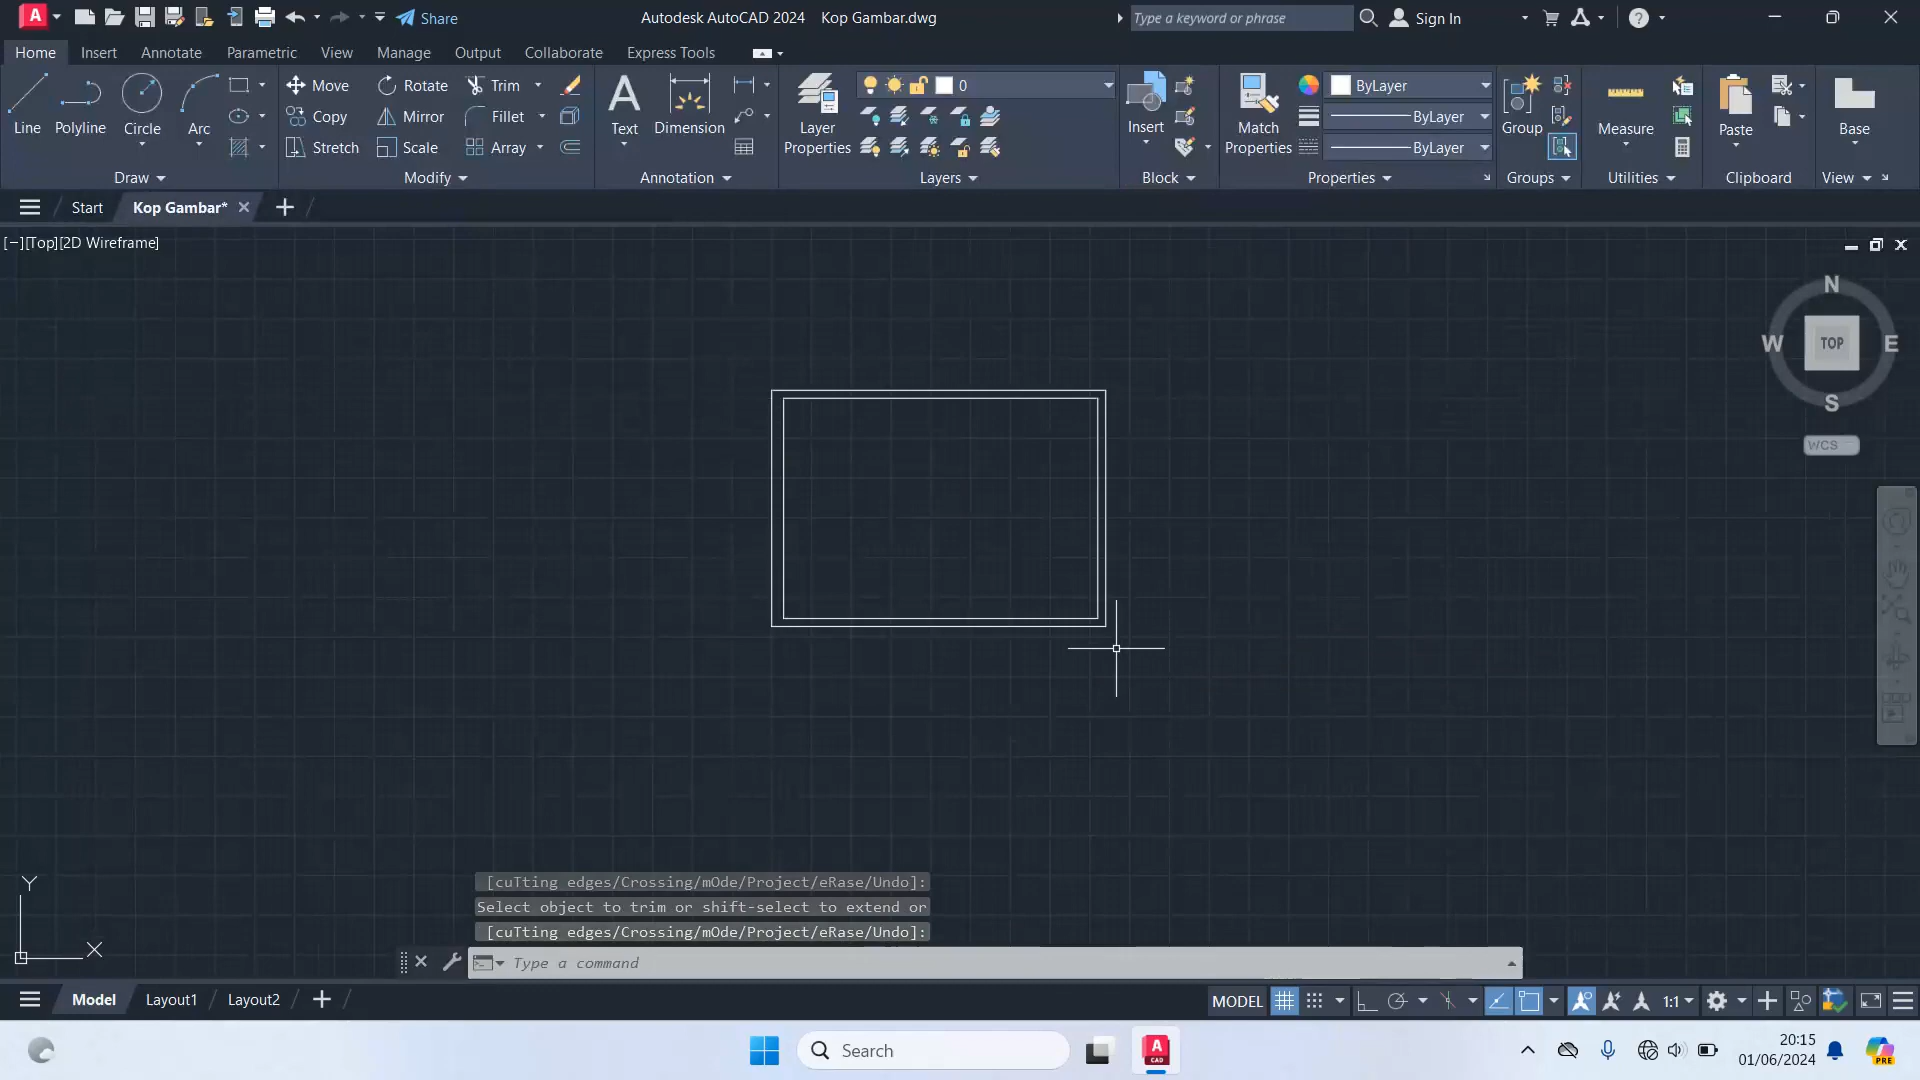 A Share Autodesk AutoCAD 2024 Kop Gambar.dwg Type a keyword or phrase Sign In ?
Home Insert Annotate Parametric View Manage Output Collaborate Express Tools
Line Polyline Circle Arc
Move Rotate Trim
Copy Mirror Fillet
Stretch Scale Array
Text Dimension
Layer Properties
0
Insert
Match Properties
ByLayer
ByLayer
ByLayer
Group
Measure
Paste
Base
Draw Modify Annotation Layers Block Properties Groups Utilities Clipboard View
Start Kop Gambar*
[−][Top][2D Wireframe]
N
W TOP E
S
WCS
Y
X
[cuTting edges/Crossing/mOde/Project/eRase/Undo]:
Select object to trim or shift-select to extend or
[cuTting edges/Crossing/mOde/Project/eRase/Undo]:
Type a command
Model Layout1 Layout2 MODEL 1:1
Search
A CAD
20:15
01/06/2024
PRE